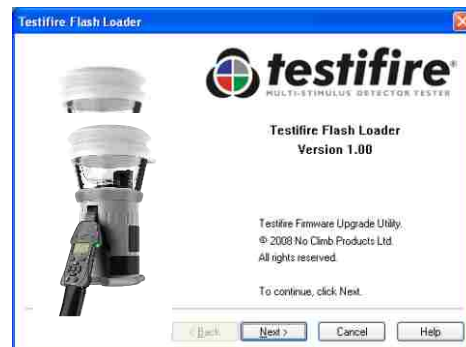 Testifire Flash Loader
testifire®
MULTI-STIMULUS DETECTOR TESTER
Testifire Flash Loader
Version 1.00
Testifire Firmware Upgrade Utility.
© 2008 No Climb Products Ltd.
All rights reserved.
To continue, click Next.
< Back Next > Cancel Help